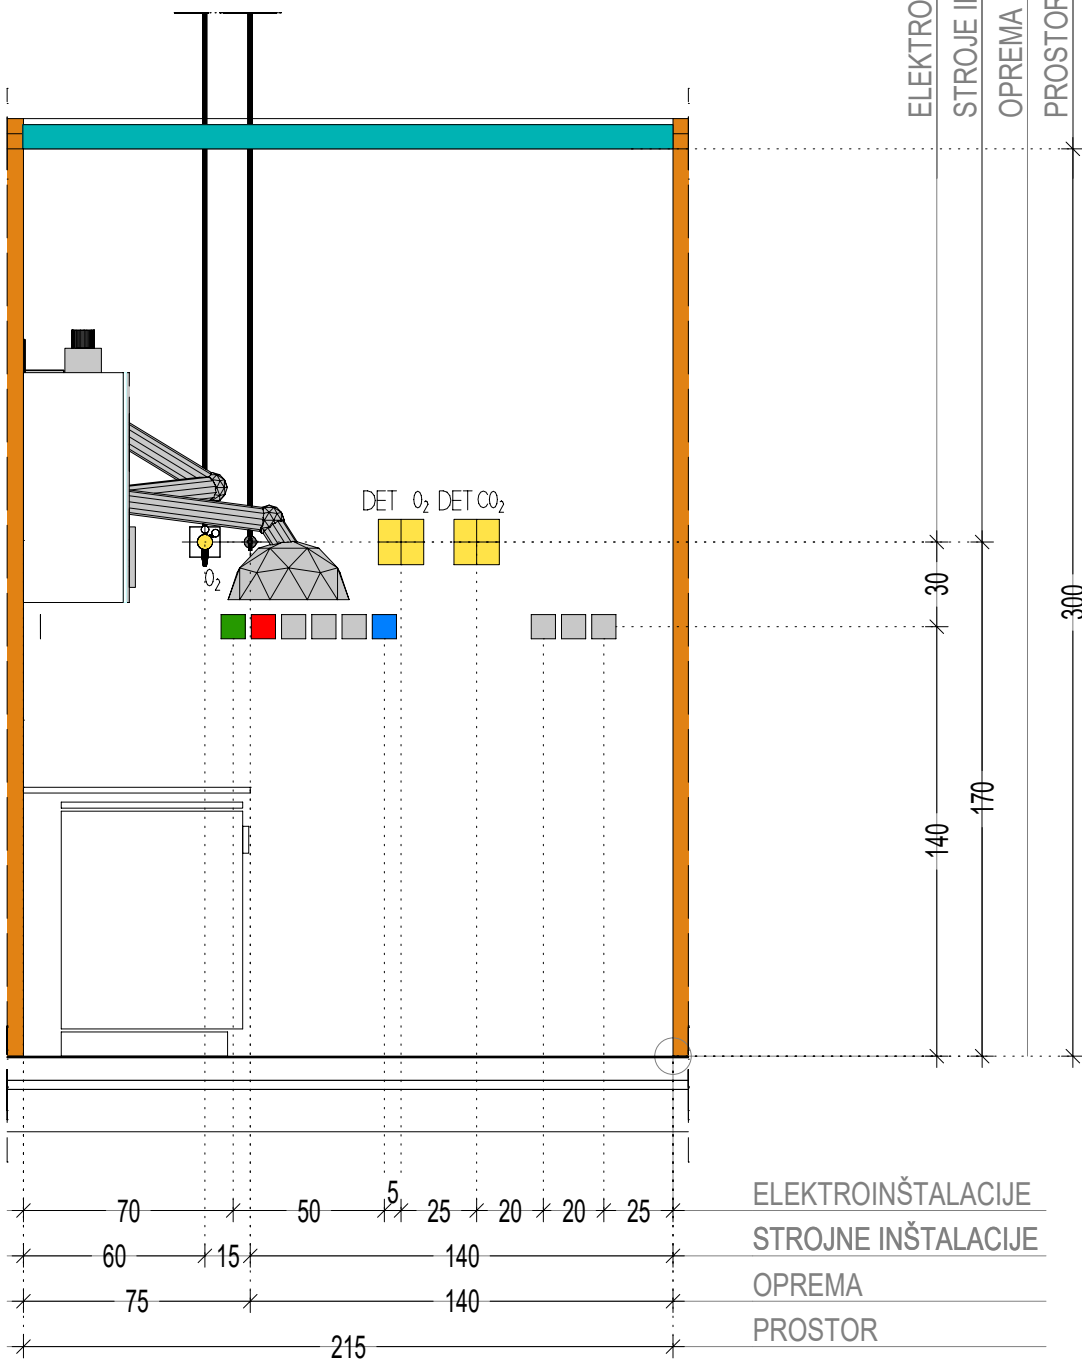 ELEKTRO
STROJE I
OPREMA
PROSTOR
DET O₂ DET CO₂
O₂
30
300
170
140
5
70 50 25 20 20 25 ELEKTROINŠTALACIJE
60 15 140 STROJNE INŠTALACIJE
75 140 OPREMA
215 PROSTOR